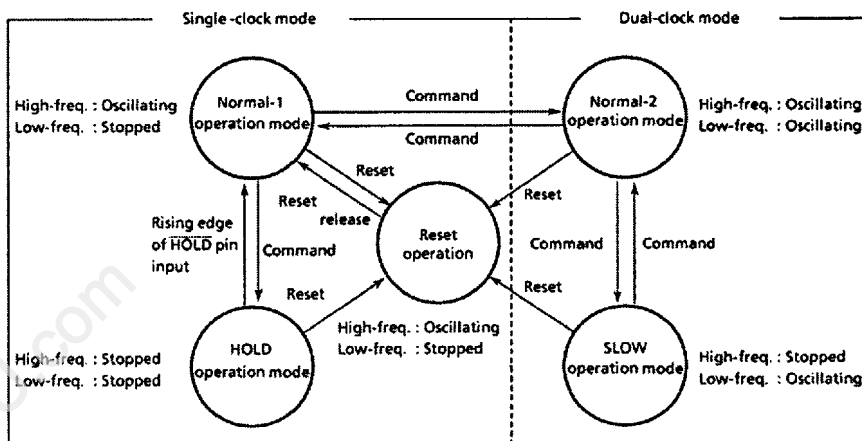 Single-clock mode
Dual-clock mode
High-freq. : Oscillating
Low-freq. : Stopped
Normal-1
operation mode
Command
Command
Normal-2
operation mode
High-freq. : Oscillating
Low-freq. : Oscillating
Reset
Reset
release
Reset
Rising edge
of HOLD pin
input
Command
Reset
operation
Command
Command
Reset
Reset
High-freq. : Oscillating
Low-freq. : Stopped
High-freq. : Stopped
Low-freq. : Stopped
HOLD
operation mode
SLOW
operation mode
High-freq. : Stopped
Low-freq. : Oscillating
.com